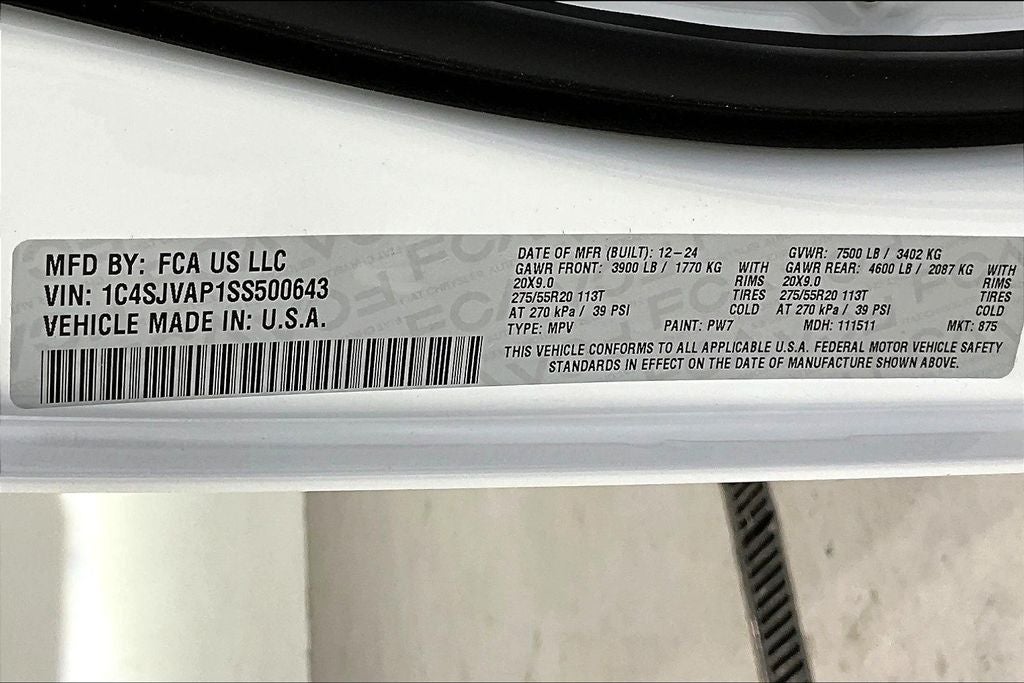 MFD BY: FCA US LLC
VIN: 1C4SJVAP1SS500643
VEHICLE MADE IN: U.S.A.
DATE OF MFR (BUILT): 12-24 GVWR: 7500 LB / 3402 KG
GAWR FRONT: 3900 LB / 1770 KG WITH GAWR REAR: 4600 LB / 2087 KG WITH
20X9.0 RIMS 20X9.0 RIMS
275/55R20 113T TIRES 275/55R20 113T TIRES
AT 270 kPa / 39 PSI COLD AT 270 kPa / 39 PSI COLD
TYPE: MPV PAINT: PW7 MDH: 111511 MKT: 875
THIS VEHICLE CONFORMS TO ALL APPLICABLE U.S.A. FEDERAL MOTOR VEHICLE SAFETY
STANDARDS IN EFFECT ON THE DATE OF MANUFACTURE SHOWN ABOVE.